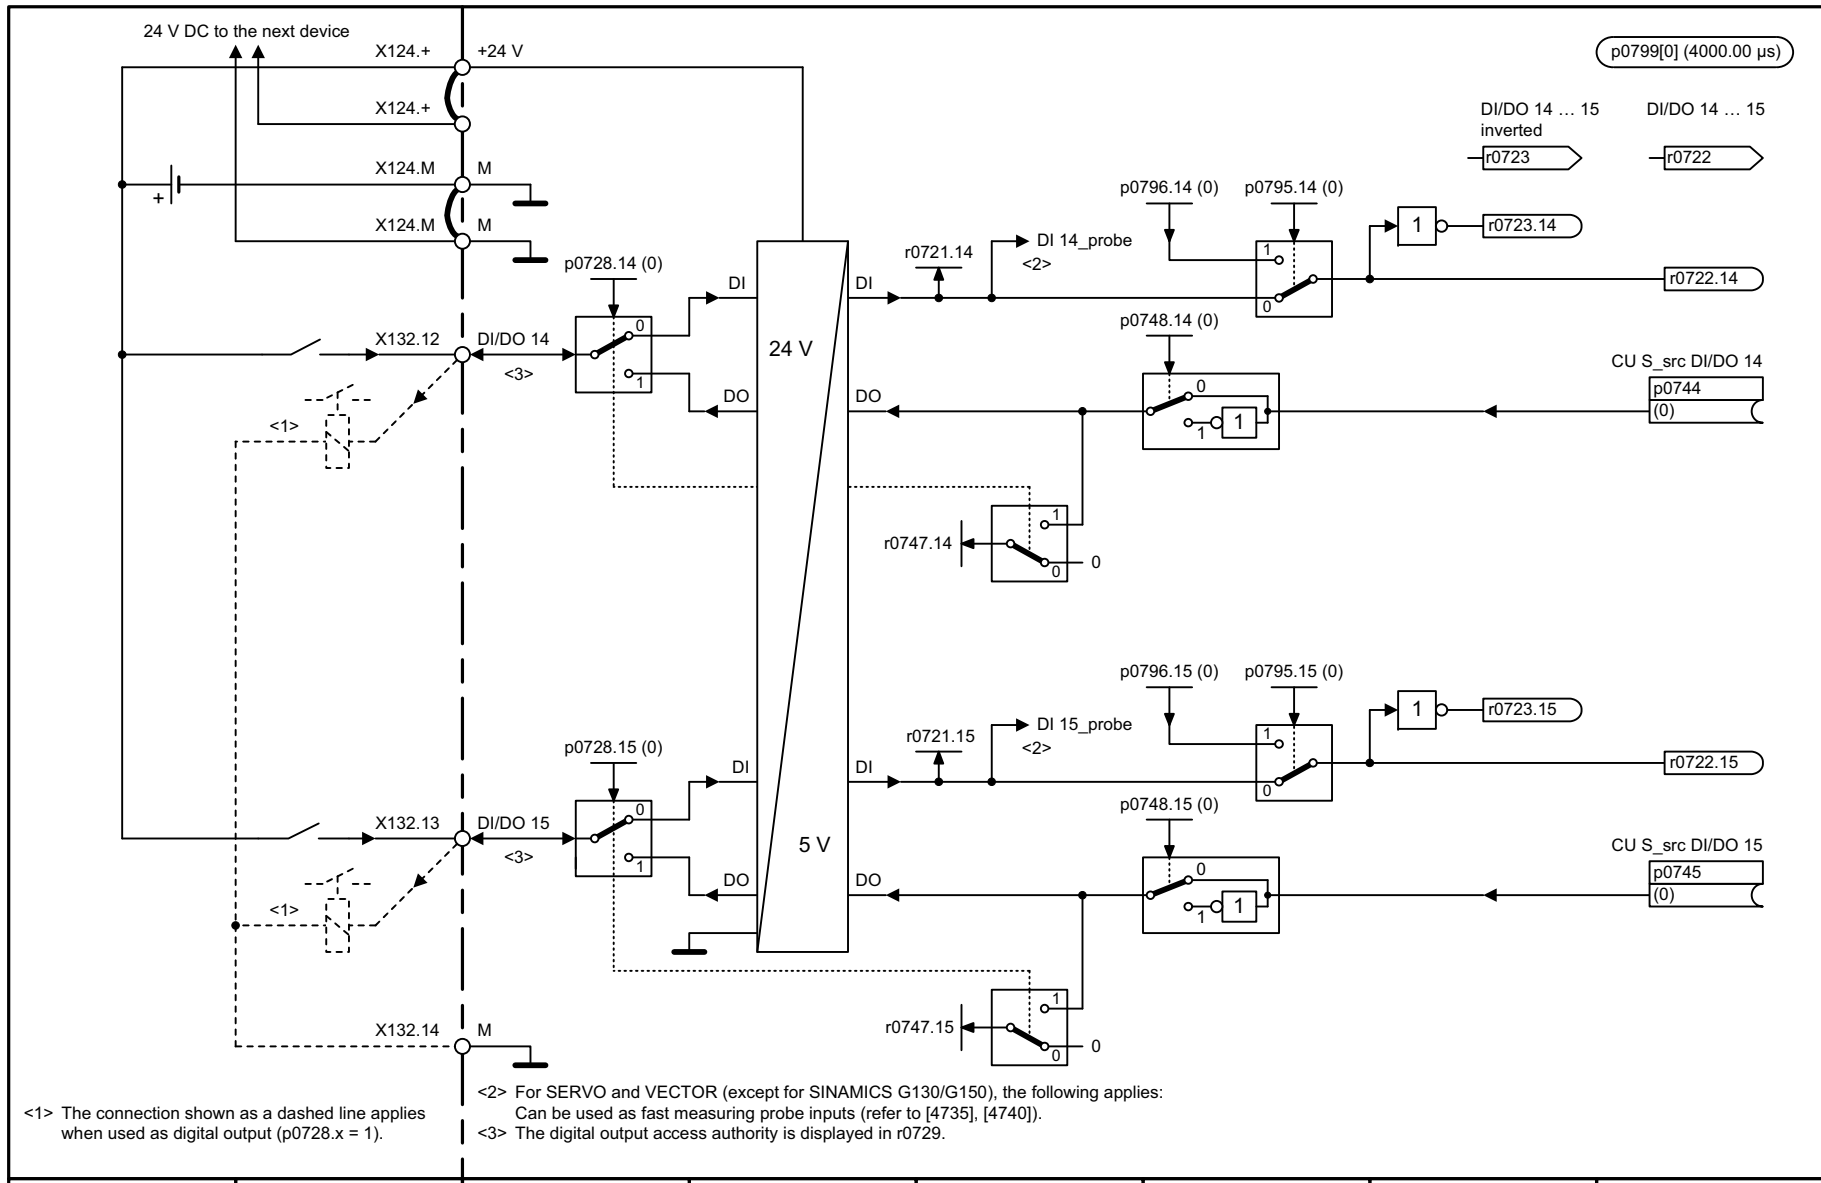 24 V DC to the next device
X124.+
+24 V
p0799[0] (4000.00 µs)
X124.+
DI/DO 14 … 15
inverted
DI/DO 14 … 15
r0723
r0722
X124.M
M
+
X124.M
M
p0796.14 (0)
p0795.14 (0)
1
r0723.14
DI 14_probe
<2>
r0721.14
p0728.14 (0)
1
0
r0722.14
DI
DI
X132.12
DI/DO 14
<3>
0
1
24 V
p0748.14 (0)
CU S_src DI/DO 14
p0744
(0)
DO
DO
0
1
1
<1>
r0747.14
1
0
0
p0796.15 (0)
p0795.15 (0)
1
r0723.15
DI 15_probe
<2>
r0721.15
p0728.15 (0)
1
0
r0722.15
DI
DI
X132.13
DI/DO 15
<3>
0
1
5 V
p0748.15 (0)
CU S_src DI/DO 15
p0745
(0)
DO
DO
0
1
1
<1>
r0747.15
1
0
0
X132.14
M
<1> The connection shown as a dashed line applies
when used as digital output (p0728.x = 1).
<2> For SERVO and VECTOR (except for SINAMICS G130/G150), the following applies:
Can be used as fast measuring probe inputs (refer to [4735], [4740]).
<3> The digital output access authority is displayed in r0729.